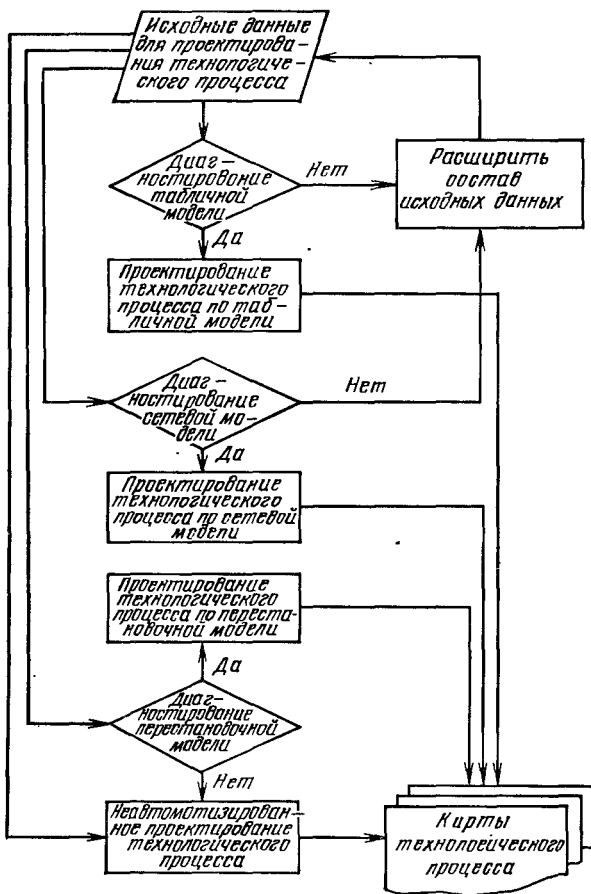 Исходные данные
для проектирова-
ния технологиче-
ческого процесса
Диаг-
ностирование
табличной
модели
Нет
Расширить
состав
исходных данных
Да
Проектирование
технологического
процесса по таб-
личной модели
Диаг-
ностирование
сетевой мо-
дели
Нет
Да
Проектирование
технологического
процесса по сетевой
модели
Проектирование
технологического
процесса по переста-
новочной модели
Да
Диаг-
ностирование
перестановочной
модели
Нет
Неавтоматизирован-
ное проектирование
технологического
процесса
Карты
технологического
процесса